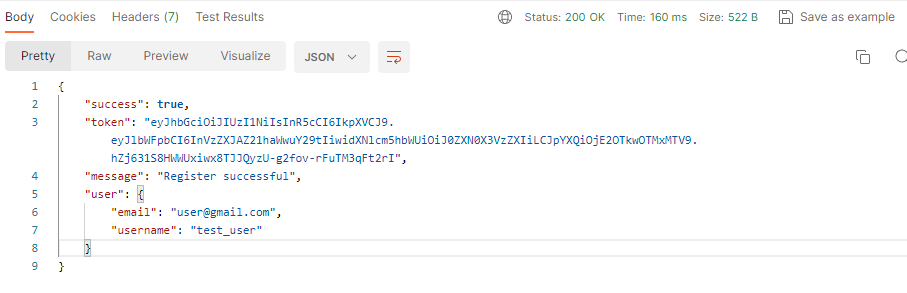 Body Cookies Headers (7) Test Results Status: 200 OK Time: 160 ms Size: 522 B Save as example
Pretty Raw Preview Visualize JSON
1 {
2 "success": true,
3 "token": "eyJhbGciOiJIUzI1NiIsInR5cCI6IkpXVCJ9.
eyJlbWFpbCI6InVzZXJAZ21haWwuY29tIiwidXNlcm5hbWUiOiJ0ZXN0X3VzZXIiLCJpYXQiOjE2OTkwOTMxMTV9.
hZj631S8HWWUxiwx8TJJQyzU-g2fov-rFuTM3qFt2rI",
4 "message": "Register successful",
5 "user": {
6 "email": "user@gmail.com",
7 "username": "test_user"
8 }
9 }